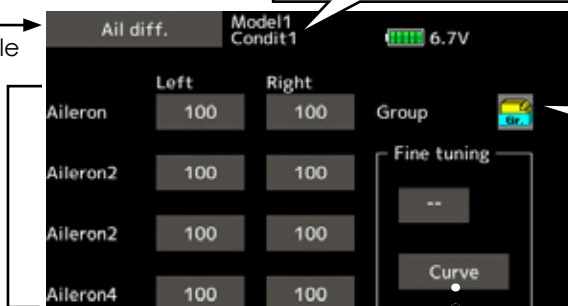 le
Ail diff.
Model1
Condit1
6.7V
Left Right
Aileron 100 100 Group Gr.
Fine tuning
Aileron2 100 100
--
Aileron2 100 100
Curve
Aileron4 100 100